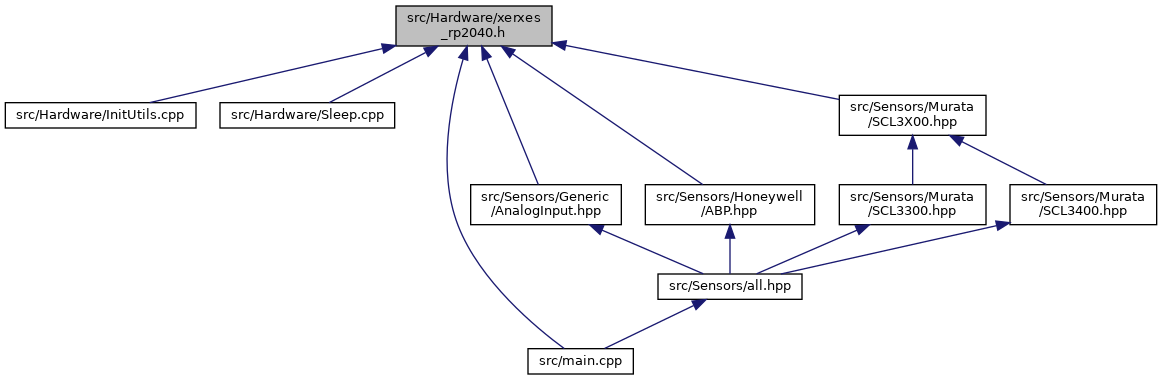 src/Hardware/xerxes
_rp2040.h
src/Hardware/InitUtils.cpp
src/Hardware/Sleep.cpp
src/Sensors/Murata
/SCL3X00.hpp
src/Sensors/Generic
/AnalogInput.hpp
src/Sensors/Honeywell
/ABP.hpp
src/Sensors/Murata
/SCL3300.hpp
src/Sensors/Murata
/SCL3400.hpp
src/Sensors/all.hpp
src/main.cpp